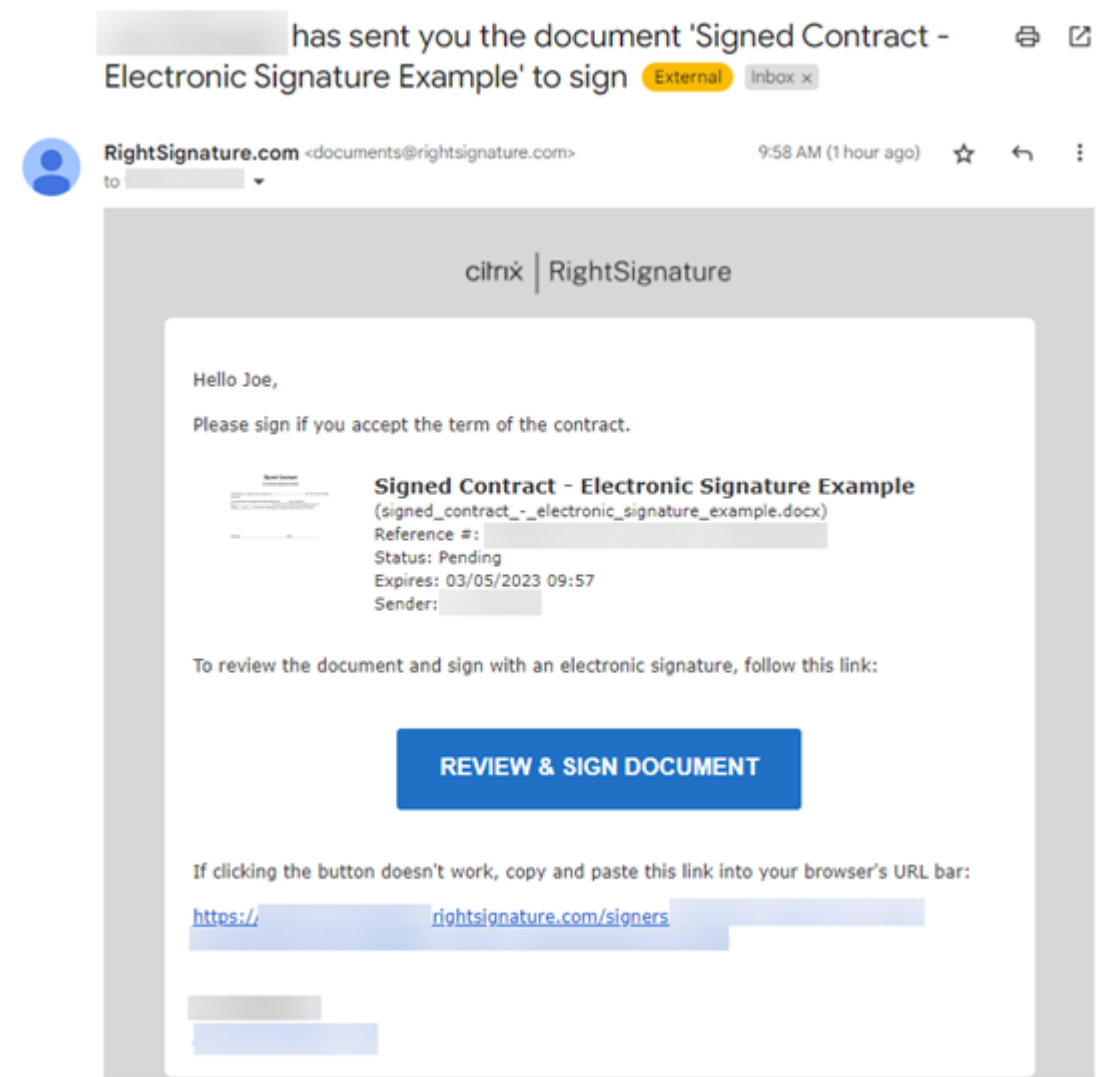 has sent you the document 'Signed Contract -
Electronic Signature Example' to sign External Inbox x
RightSignature.com <documents@rightsignature.com> 9:58 AM (1 hour ago)
to
citrix | RightSignature
Hello Joe,
Please sign if you accept the term of the contract.
Signed Contract
Signed Contract - Electronic Signature Example
(signed_contract_-_electronic_signature_example.docx)
Reference #:
Status: Pending
Expires: 03/05/2023 09:57
Sender:
To review the document and sign with an electronic signature, follow this link:
REVIEW & SIGN DOCUMENT
If clicking the button doesn't work, copy and paste this link into your browser's URL bar:
https:// rightsignature.com/signers